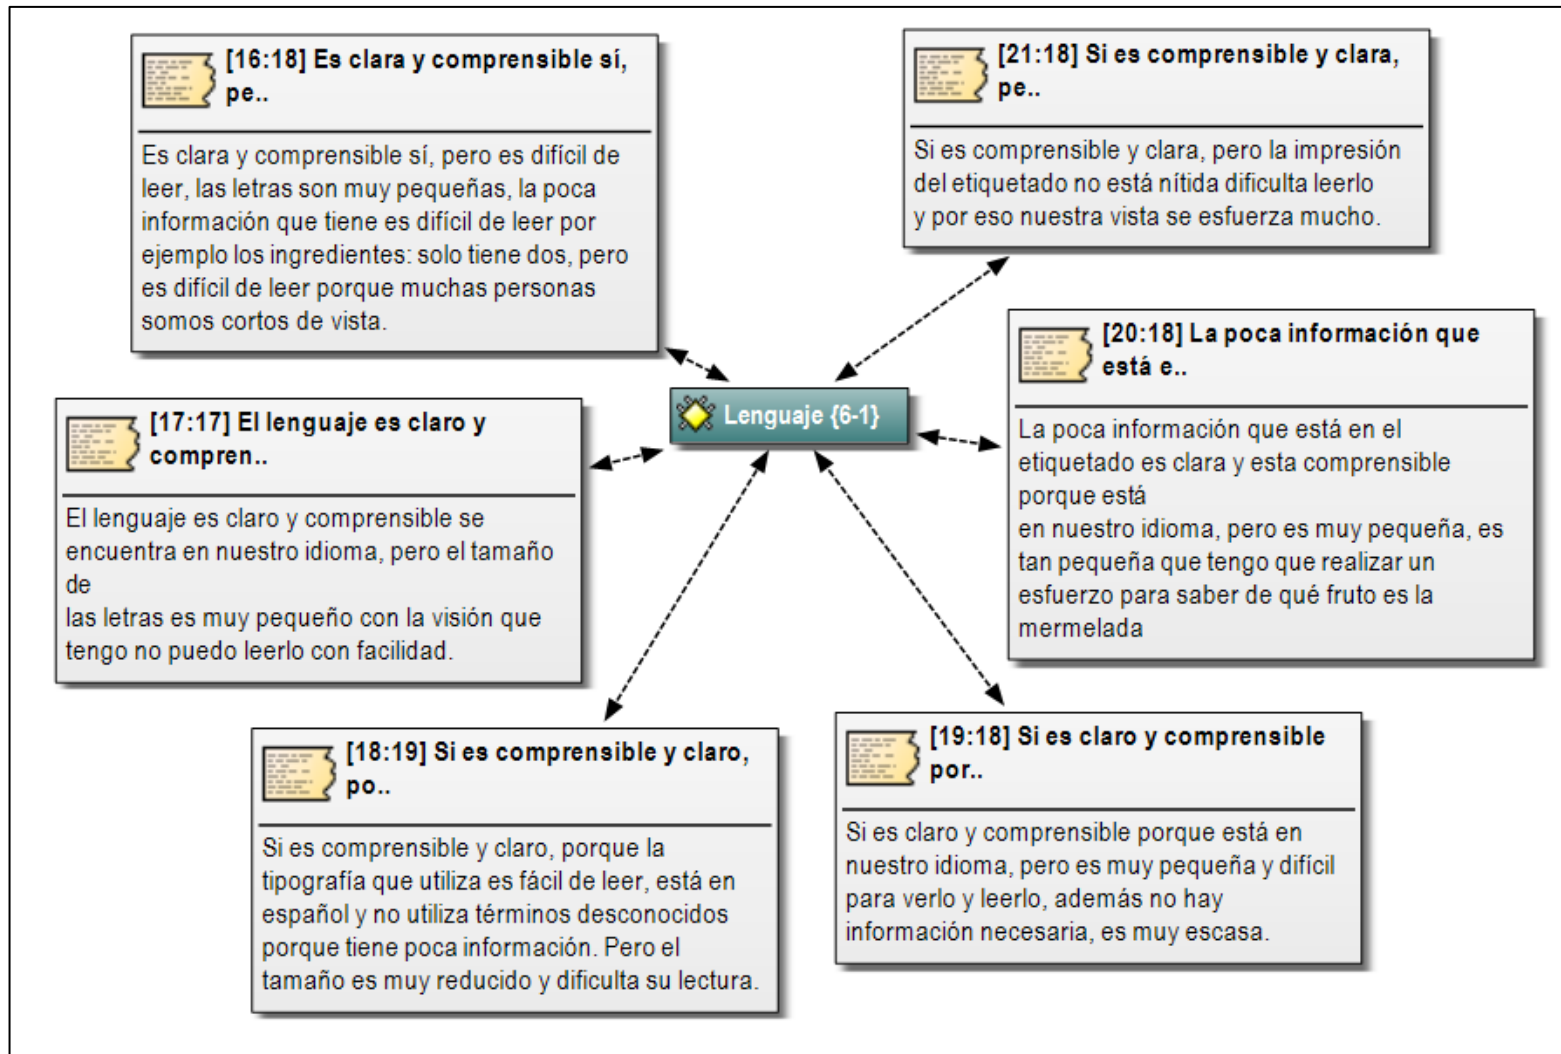 [16:18] Es clara y comprensible sí,
pe..
Es clara y comprensible sí, pero es difícil de
leer, las letras son muy pequeñas, la poca
información que tiene es difícil de leer por
ejemplo los ingredientes: solo tiene dos, pero
es difícil de leer porque muchas personas
somos cortos de vista.
[21:18] Si es comprensible y clara,
pe..
Si es comprensible y clara, pero la impresión
del etiquetado no está nítida dificulta leerlo
y por eso nuestra vista se esfuerza mucho.
[20:18] La poca información que
está e..
La poca información que está en el
etiquetado es clara y esta comprensible
porque está
en nuestro idioma, pero es muy pequeña, es
tan pequeña que tengo que realizar un
esfuerzo para saber de qué fruto es la
mermelada
Lenguaje {6-1}
[17:17] El lenguaje es claro y
compren..
El lenguaje es claro y comprensible se
encuentra en nuestro idioma, pero el tamaño
de
las letras es muy pequeño con la visión que
tengo no puedo leerlo con facilidad.
[18:19] Si es comprensible y claro,
po..
Si es comprensible y claro, porque la
tipografía que utiliza es fácil de leer, está en
español y no utiliza términos desconocidos
porque tiene poca información. Pero el
tamaño es muy reducido y dificulta su lectura.
[19:18] Si es claro y comprensible
por..
Si es claro y comprensible porque está en
nuestro idioma, pero es muy pequeña y difícil
para verlo y leerlo, además no hay
información necesaria, es muy escasa.